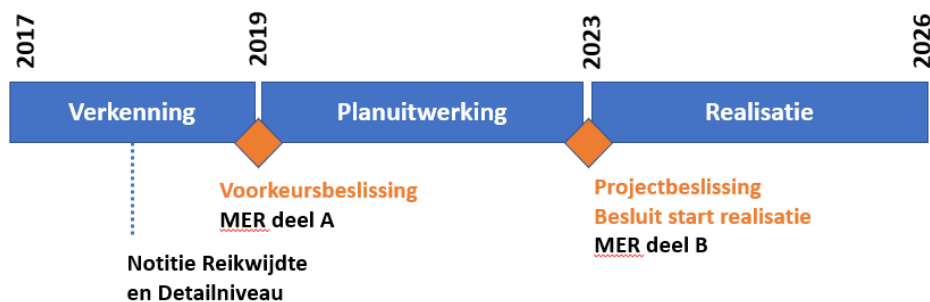 2017
2019
2023
2026
Verkenning
Planuitwerking
Realisatie
Voorkeursbeslissing
MER deel A
Projectbeslissing
Besluit start realisatie
MER deel B
Notitie Reikwijdte
en Detailniveau